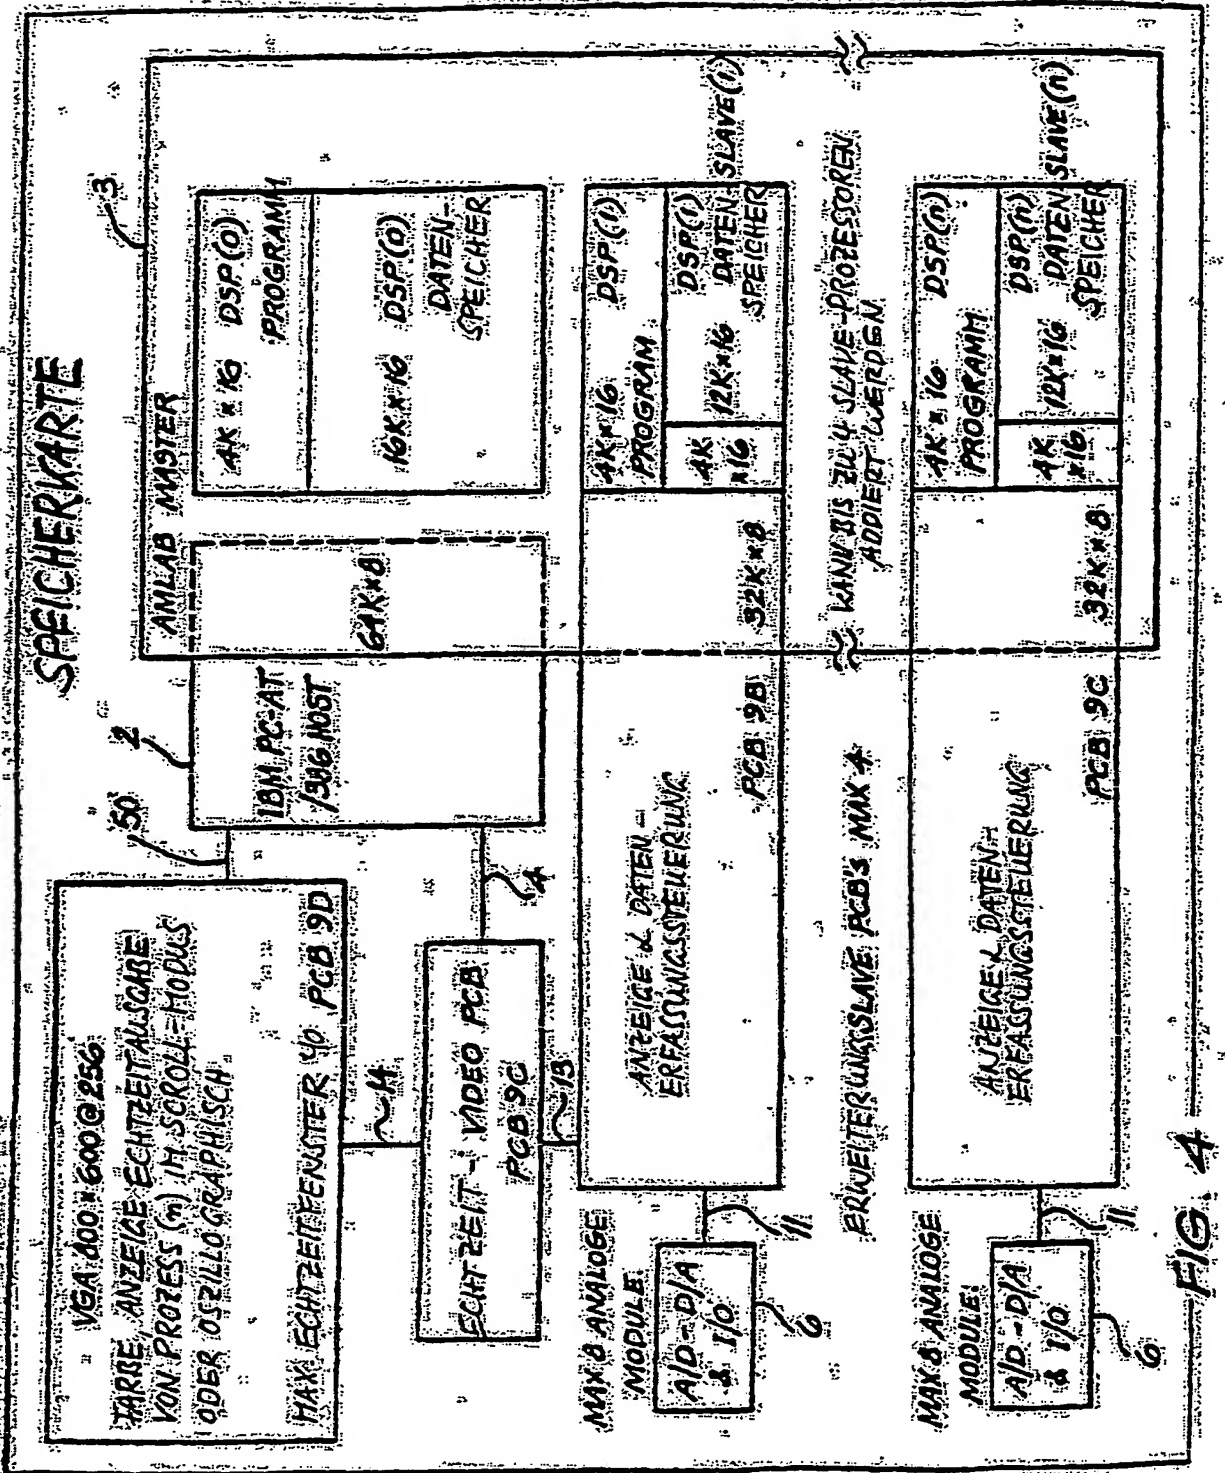 SPEICHERKARTE
3
AMLAB MASTER
4K × 16 DSP(0)
PROGRAMM
16K × 16 DSP(0)
DATEN-
SPEICHER
2
IBM PC-AT
HOST
64K×8
50
VGA 800 × 600 @ 256
FARBE, ANZEIGE ECHTZEITAUSGABE
VON PROZESS (n) IM SCROLL-MODUS
ODER OSZILLOGRAPHISCH
MAX ECHTZEITFENSTER 40 PCB 9D
14
4
ECHTZEIT-VIDEO PCB
PCB 9C
13
4K×16 DSP(1)
PROGRAM
4K
×16
12K×16 DSP(1)
DATEN-
SPEICHER
SLAVE(1)
32K×8
ANZEIGE & DATEN-
ERFASSUNGSSTEUERUNG
PCB 9B
MAX 8 ANALOGE
MODULE
A/D-D/A
& I/O
11
6
KANN BIS ZU 4 SLAVE-PROZESSOREN
ADDIERT WERDEN
ERWEITERUNGSSLAVE PCB'S MAX 4
4K × 16 DSP(n)
PROGRAMM
4K
×16
12K×16 DSP(n)
DATEN-
SPEICHER
SLAVE(n)
32K×8
ANZEIGE & DATEN-
ERFASSUNGSSTEUERUNG
PCB 9C
MAX 8 ANALOGE
MODULE
A/D-D/A
& I/O
11
6
FIG 4